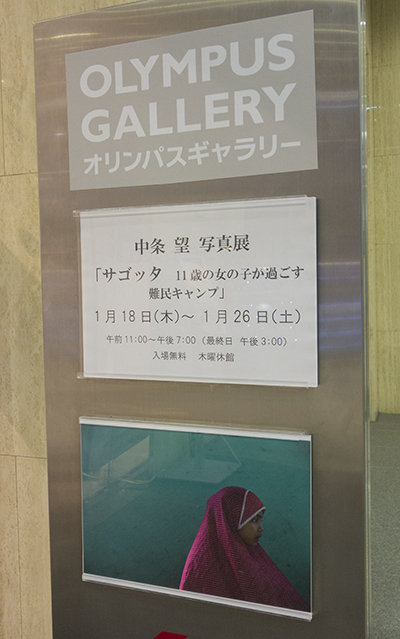 OLYMPUS
GALLERY
オリンパスギャラリー
中条 望 写真展
「サゴッタ 11歳の女の子が過ごす
難民キャンプ」
1月18日(木)～ 1月26日(土)
午前11:00～午後7:00 (最終日 午後3:00)
入場無料 木曜休館